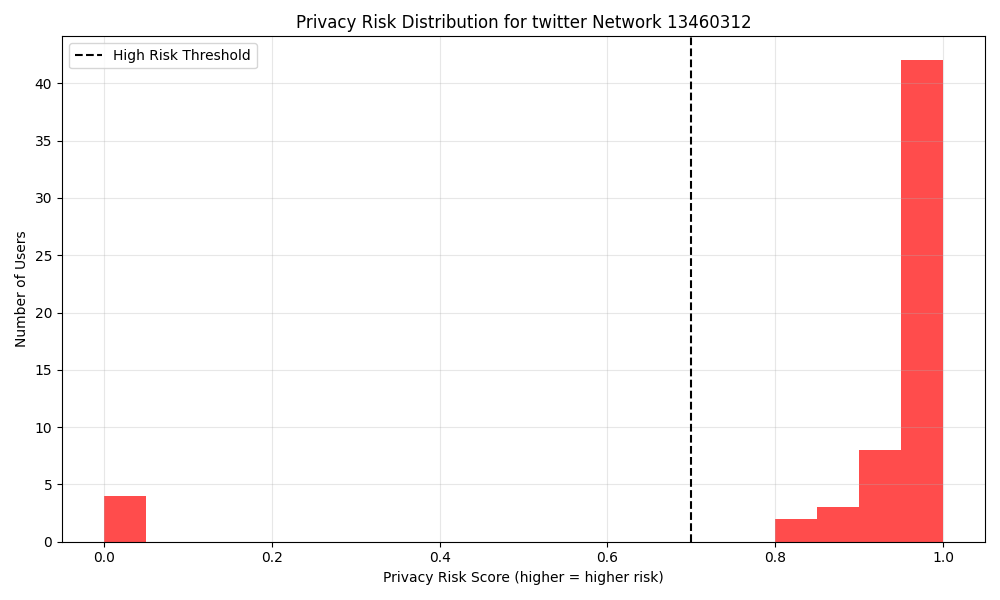 Privacy Risk Distribution for twitter Network 13460312
High Risk Threshold
Number of Users
40
35
30
25
20
15
10
5
0
0.0 0.2 0.4 0.6 0.8 1.0
Privacy Risk Score (higher = higher risk)